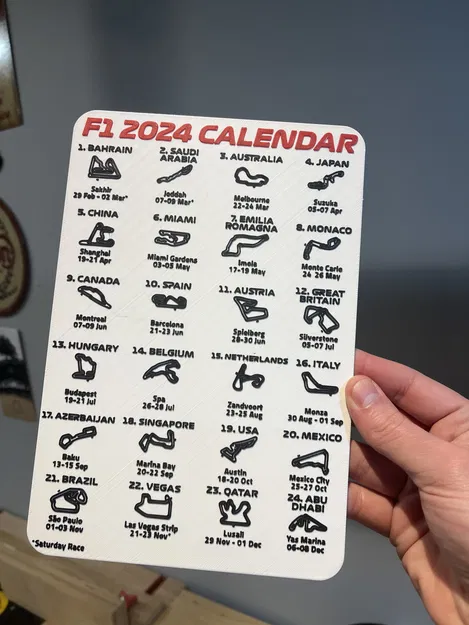 F1 2024 CALENDAR
1. BAHRAIN
Sakhir
29 Feb - 02 Mar*
2. SAUDI
ARABIA
Jeddah
07-09 Mar*
3. AUSTRALIA
Melbourne
22-24 Mar
4. JAPAN
Suzuka
05-07 Apr
5. CHINA
Shanghai
19-21 Apr
6. MIAMI
Miami Gardens
03-05 May
7. EMILIA
ROMAGNA
Imola
17-19 May
8. MONACO
Monte Carlo
24 26 May
9. CANADA
Montreal
07-09 Jun
10. SPAIN
Barcelona
21-23 Jun
11. AUSTRIA
Spielberg
28-30 Jun
12. GREAT
BRITAIN
Silverstone
05-07 Jul
13. HUNGARY
Budapest
19-21 Jul
14. BELGIUM
Spa
26-28 Jul
15. NETHERLANDS
Zandvoort
23-25 Aug
16. ITALY
Monza
30 Aug - 01 Sep
17. AZERBAIJAN
Baku
13-15 Sep
18. SINGAPORE
Marina Bay
20-22 Sep
19. USA
Austin
18-20 Oct
20. MEXICO
Mexico City
25-27 Oct
21. BRAZIL
São Paulo
01-03 Nov
22. VEGAS
Las Vegas Strip
21-23 Nov*
23. QATAR
Lusail
29 Nov - 01 Dec
24. ABU
DHABI
Yas Marina
06-08 Dec
*Saturday Race